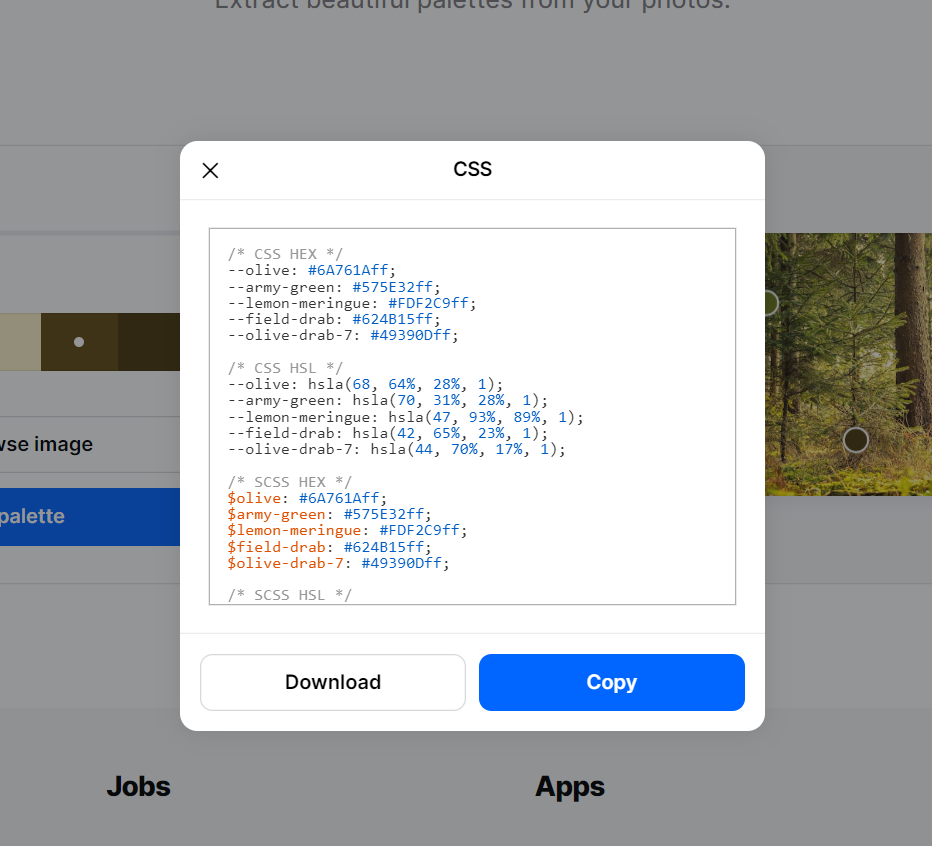 Extract beautiful palettes from your photos.
CSS
/* CSS HEX */
--olive: #6A761Aff;
--army-green: #575E32ff;
--lemon-meringue: #FDF2C9ff;
--field-drab: #624B15ff;
--olive-drab-7: #49390Dff;
/* CSS HSL */
--olive: hsla(68, 64%, 28%, 1);
--army-green: hsla(70, 31%, 28%, 1);
--lemon-meringue: hsla(47, 93%, 89%, 1);
--field-drab: hsla(42, 65%, 23%, 1);
--olive-drab-7: hsla(44, 70%, 17%, 1);
/* SCSS HEX */
$olive: #6A761Aff;
$army-green: #575E32ff;
$lemon-meringue: #FDF2C9ff;
$field-drab: #624B15ff;
$olive-drab-7: #49390Dff;
/* SCSS HSL */
wse image
palette
Download
Copy
Jobs
Apps